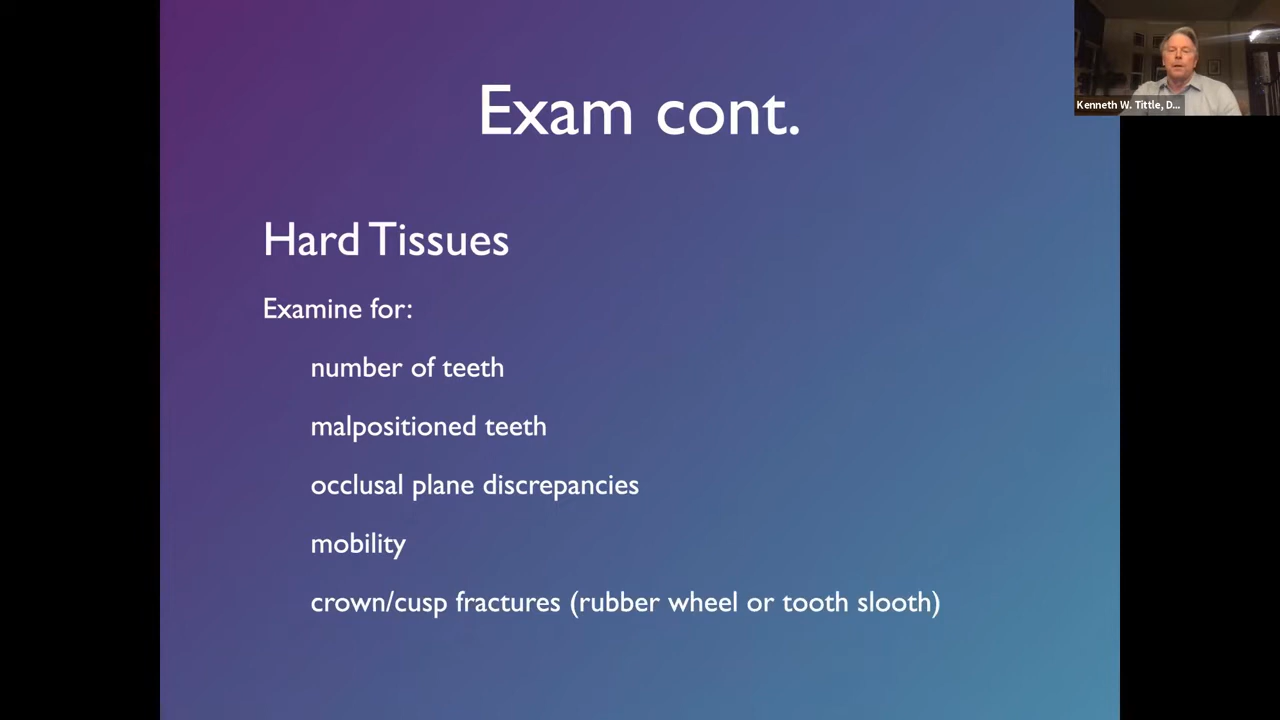 Exam cont.
Kenneth W. Tittle, D...
Hard Tissues
Examine for:
number of teeth
malpositioned teeth
occlusal plane discrepancies
mobility
crown/cusp fractures (rubber wheel or tooth slooth)